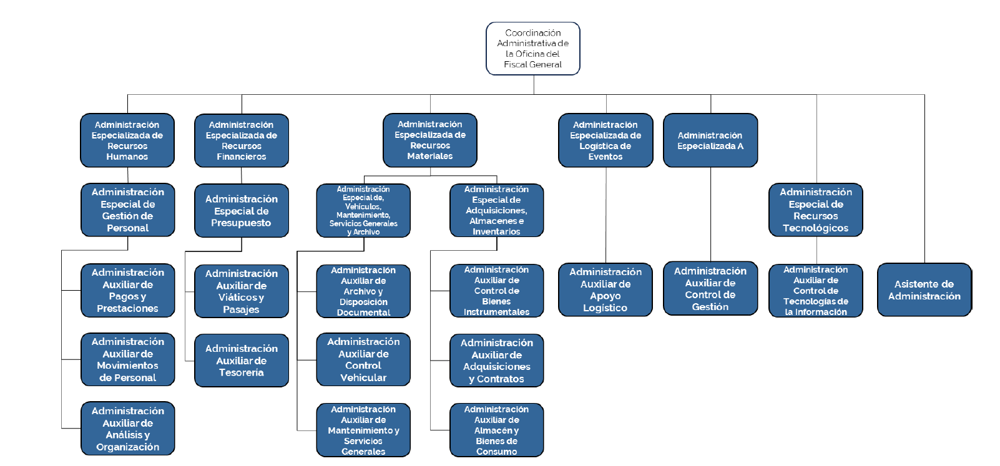 Coordinación
Administrativa de
la Oficina del
Fiscal General
Administración
Especializada de
Recursos
Humanos
Administración
Especializada de
Recursos
Financieros
Administración
Especializada de
Recursos
Materiales
Administración
Especializada de
Logística de
Eventos
Administración
Especializada A
Administración
Especial de
Gestión de
Personal
Administración
Especial de
Presupuesto
Administración
Especial de,
Vehículos,
Mantenimiento,
Servicios Generales
y Archivo
Administración
Especial de
Adquisiciones,
Almacenes e
Inventarios
Administración
Especial de
Recursos
Tecnológicos
Administración
Auxiliar de
Pagos y
Prestaciones
Administración
Auxiliar de
Viáticos y
Pasajes
Administración
Auxiliar de
Archivo y
Disposición
Documental
Administración
Auxiliar de
Control de
Bienes
Instrumentales
Administración
Auxiliar de
Apoyo
Logístico
Administración
Auxiliar de
Control de
Gestión
Administración
Auxiliar de
Control de
Tecnologías de
la Información
Asistente de
Administración
Administración
Auxiliar de
Movimientos
de Personal
Administración
Auxiliar de
Tesorería
Administración
Auxiliar de
Control
Vehicular
Administración
Auxiliar de
Adquisiciones
y Contratos
Administración
Auxiliar de
Análisis y
Organización
Administración
Auxiliar de
Mantenimiento y
Servicios
Generales
Administración
Auxiliar de
Almacén y
Bienes de
Consumo